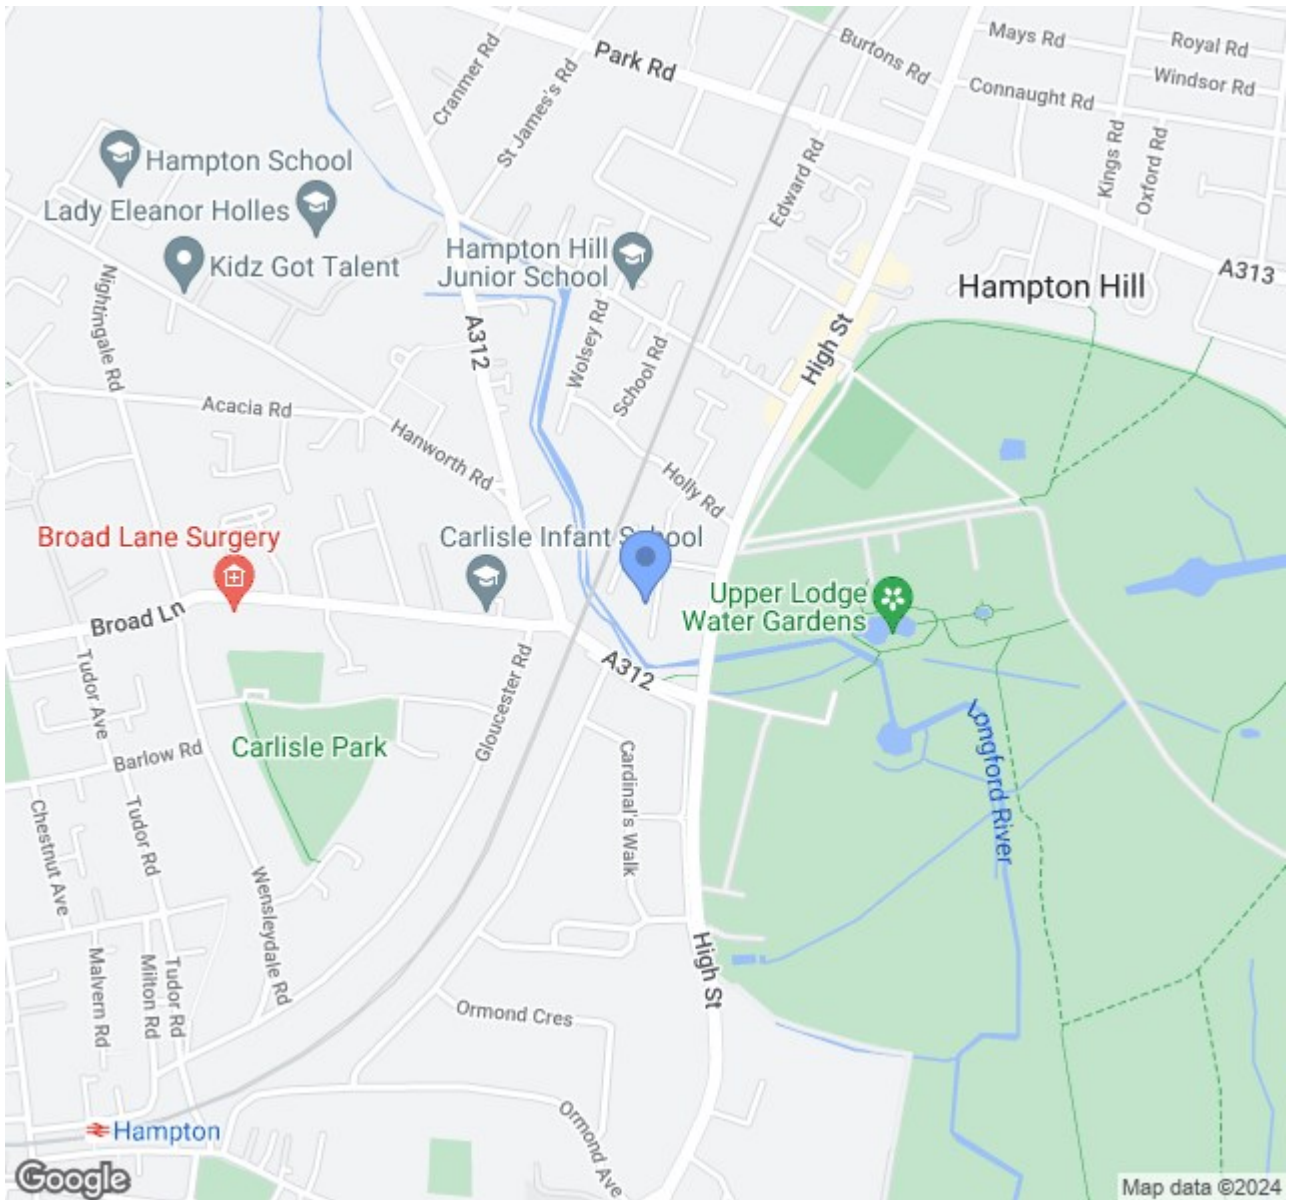 Park Rd
Cranmer Rd
St James's Rd
Burtons Rd
Mays Rd
Royal Rd
Windsor Rd
Connaught Rd
Kings Rd
Oxford Rd
Edward Rd
Hampton School
Lady Eleanor Holles
Kidz Got Talent
Hampton Hill
Junior School
A313
Hampton Hill
Nightingale Rd
A312
Wolsey Rd
School Rd
High St
Acacia Rd
Hanworth Rd
Holly Rd
Broad Lane Surgery
Carlisle Infant School
Upper Lodge
Water Gardens
Broad Ln
Tudor Ave
Gloucester Rd
A312
Longford River
Carlisle Park
Barlow Rd
Cardinal's Walk
Chestnut Ave
Tudor Rd
Wensleydale Rd
High St
Malvern Rd
Milton Rd
Tudor Rd
Ormond Cres
Hampton
Ormond Ave
Google
Map data ©2024